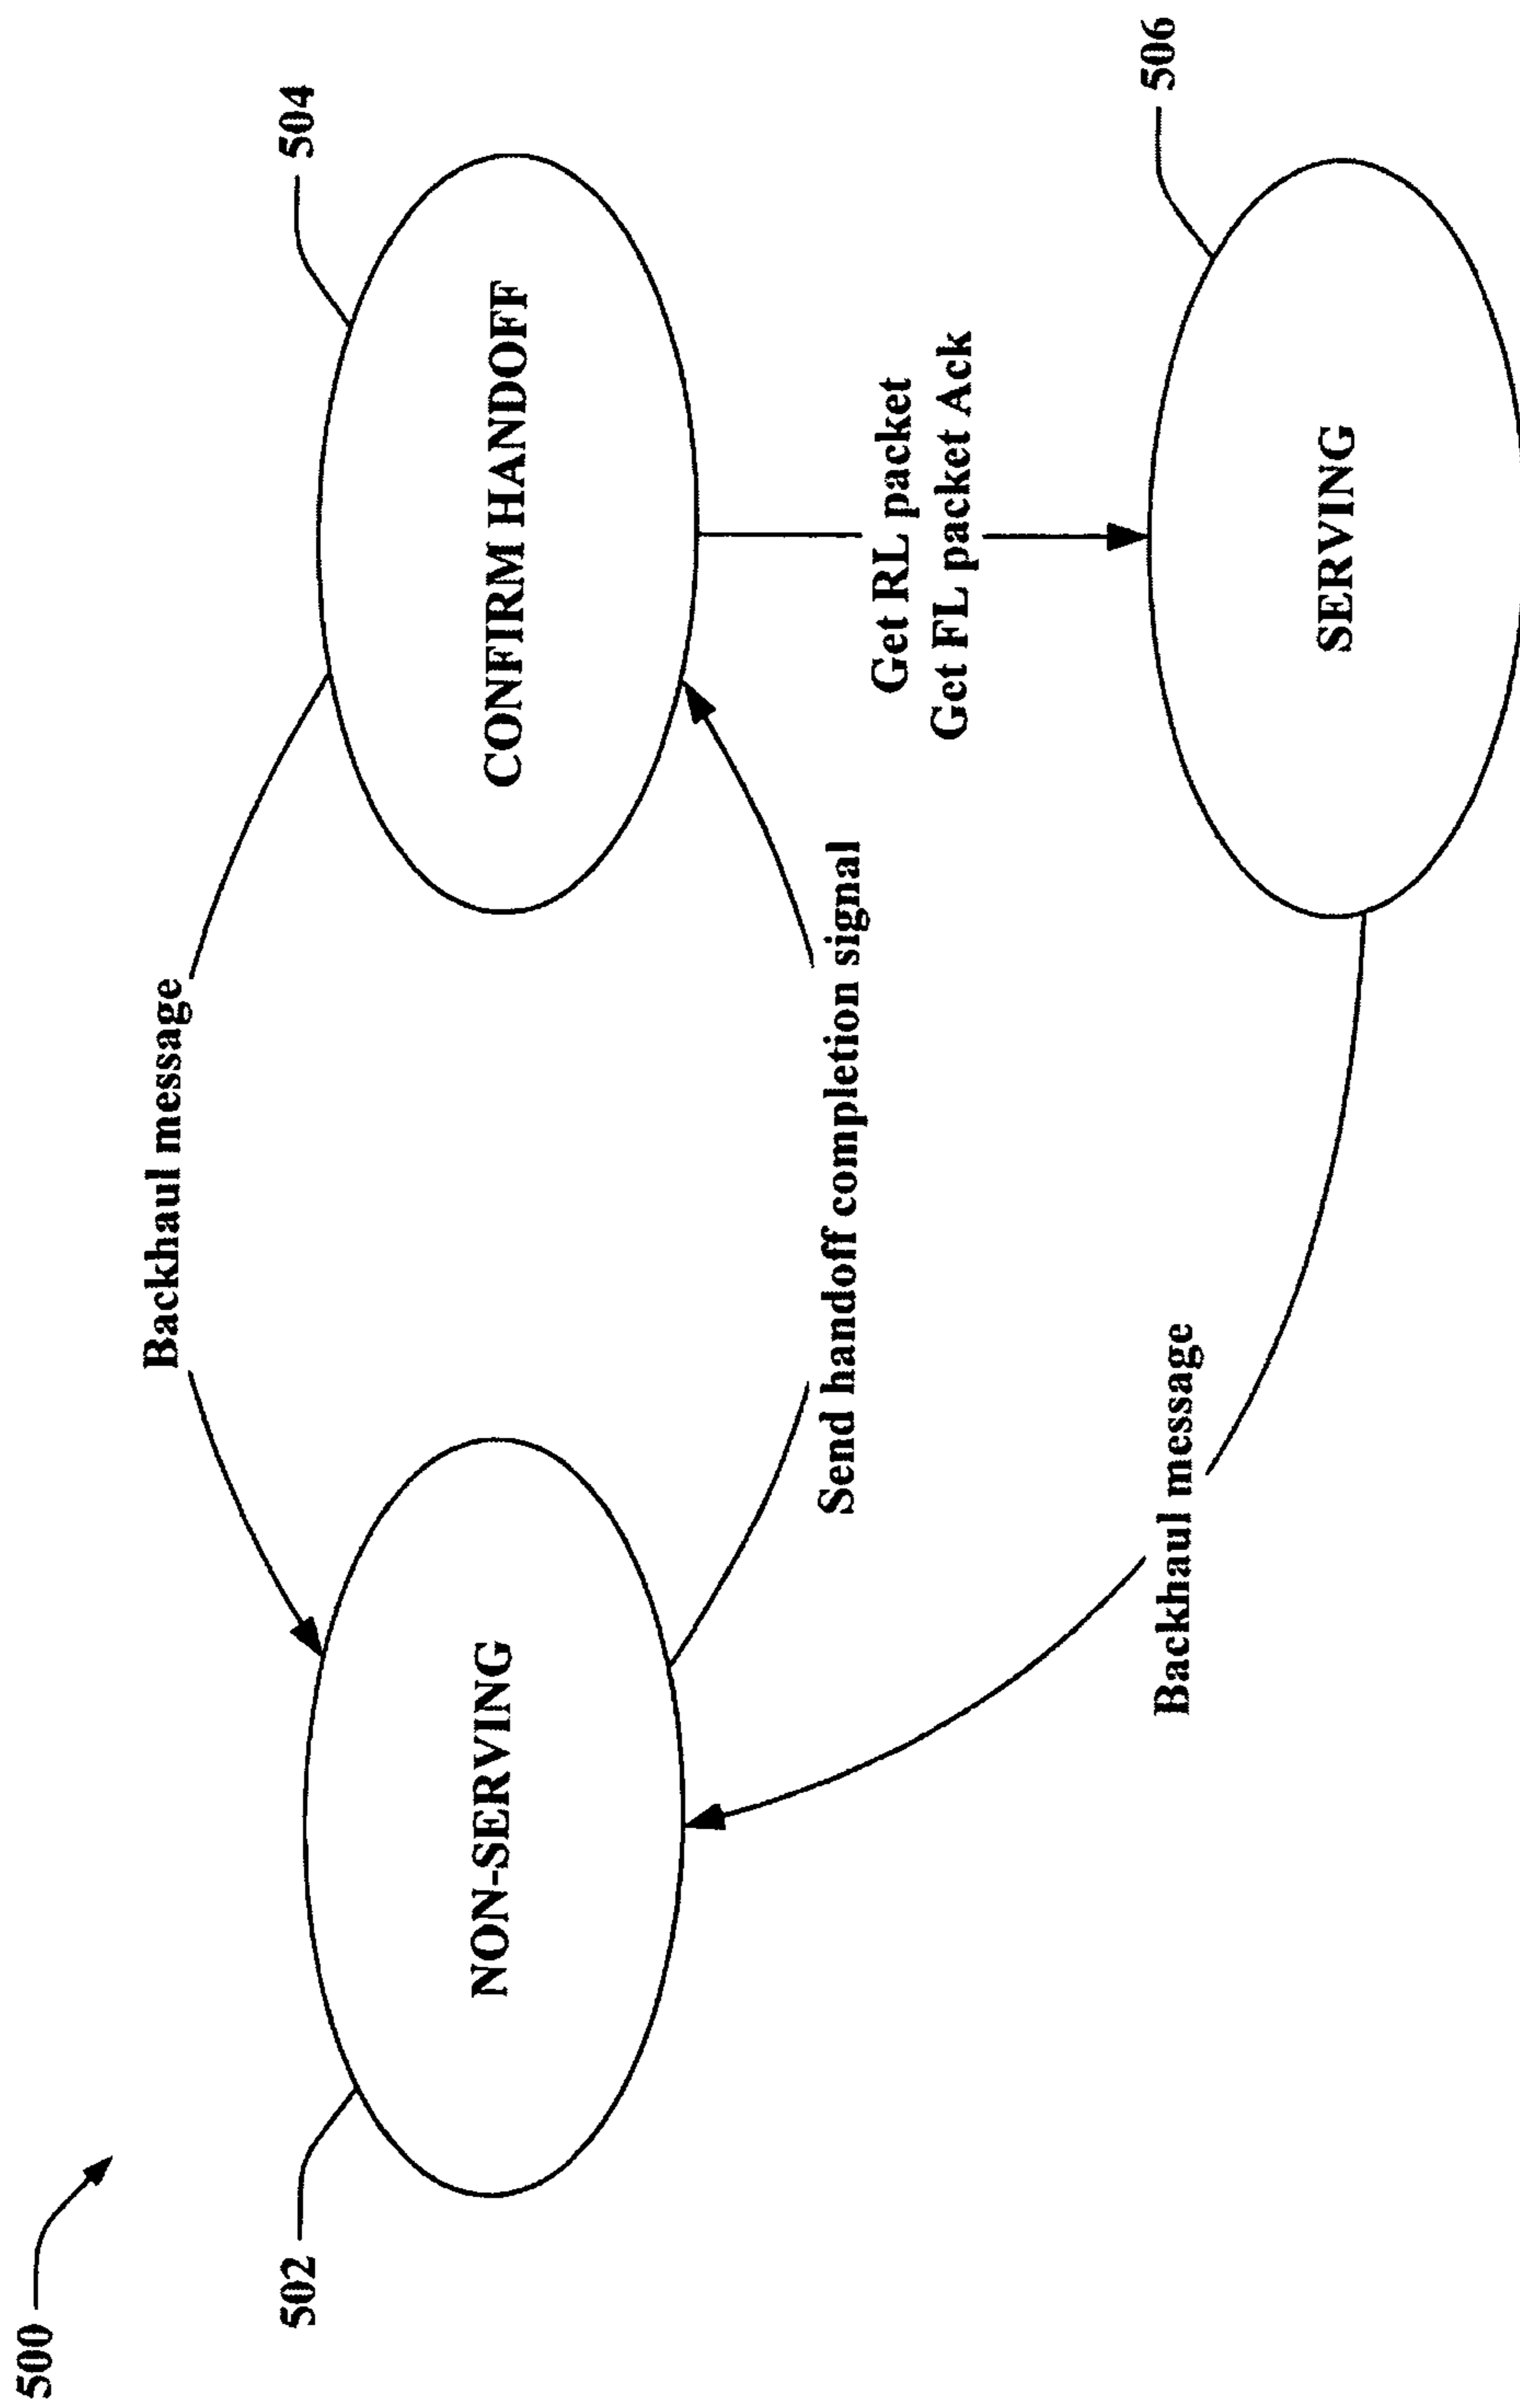 500
502
504
506
Backhaul message
NON-SERVING
CONFIRM HANDOFF
Send handoff completion signal
Get RL packet
Get FL packet Ack
Backhaul message
SERVING